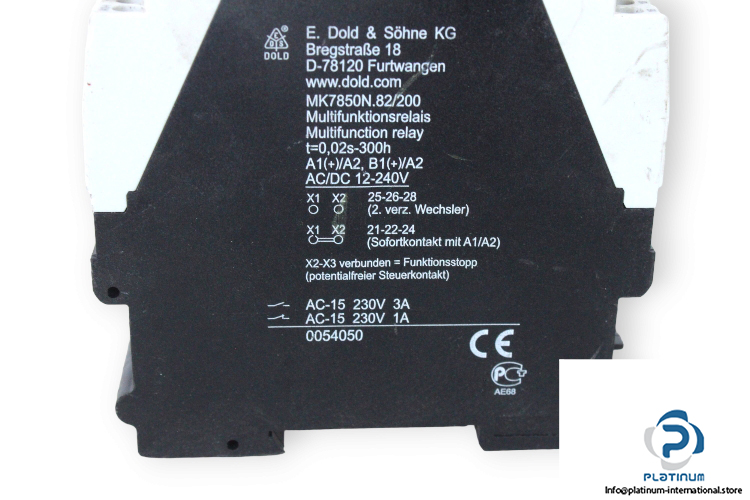 E. Dold & Söhne KG
Bregstraße 18
D-78120 Furtwangen
www.dold.com
DOLD
MK7850N.82/200
Multifunktionsrelais
Multifunction relay
t=0,02s-300h
A1(+)/A2, B1(+)/A2
AC/DC 12-240V
X1 X2 25-26-28
(2. verz. Wechsler)
X1 X2 21-22-24
(Sofortkontakt mit A1/A2)
X2-X3 verbunden = Funktionsstopp
(potentialfreier Steuerkontakt)
AC-15 230V 3A
AC-15 230V 1A
0054050
CE
AE68
PLATINUM
INTERNATIONAL
Info@platinum-international.store